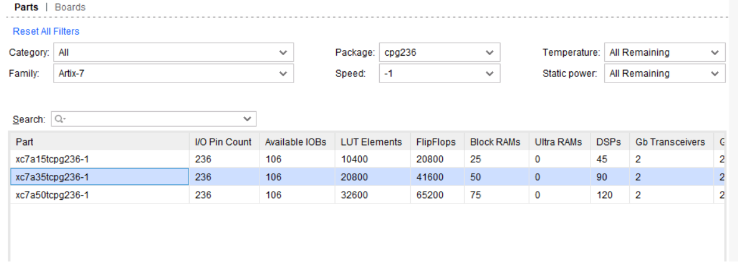 Parts | Boards
Reset All Filters
Category: All Package: cpg236 Temperature: All Remaining
Family: Artix-7 Speed: -1 Static power: All Remaining
Search: Q-
Part I/O Pin Count Available IOBs LUT Elements FlipFlops Block RAMs Ultra RAMs DSPs Gb Transceivers G
xc7a15tcpg236-1 236 106 10400 20800 25 0 45 2 2
xc7a35tcpg236-1 236 106 20800 41600 50 0 90 2 2
xc7a50tcpg236-1 236 106 32600 65200 75 0 120 2 2